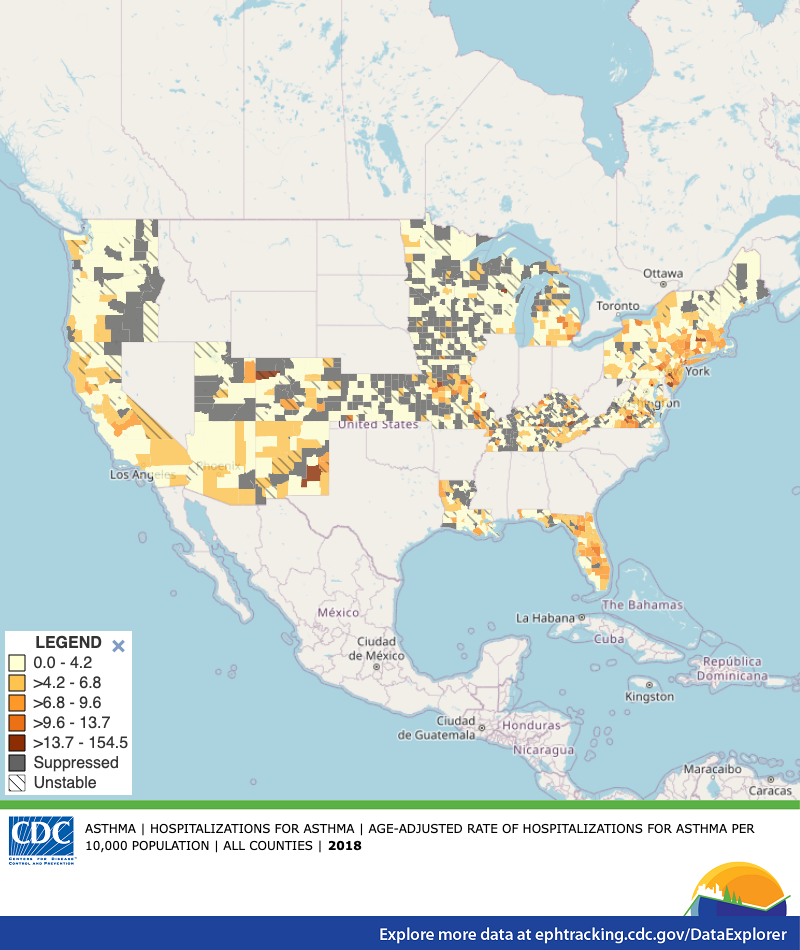 Ottawa
Toronto
York
United States
Los Angeles
Phoenix
México
Ciudad
de México
La Habana
The Bahamas
Cuba
República
Dominicana
Kingston
Ciudad
de Guatemala
Honduras
Nicaragua
Maracaibo
Caracas
LEGEND
0.0 - 4.2
>4.2 - 6.8
>6.8 - 9.6
>9.6 - 13.7
>13.7 - 154.5
Suppressed
Unstable
CDC
CENTERS FOR DISEASE
CONTROL AND PREVENTION
ASTHMA | HOSPITALIZATIONS FOR ASTHMA | AGE-ADJUSTED RATE OF HOSPITALIZATIONS FOR ASTHMA PER
10,000 POPULATION | ALL COUNTIES | 2018
Explore more data at ephtracking.cdc.gov/DataExplorer